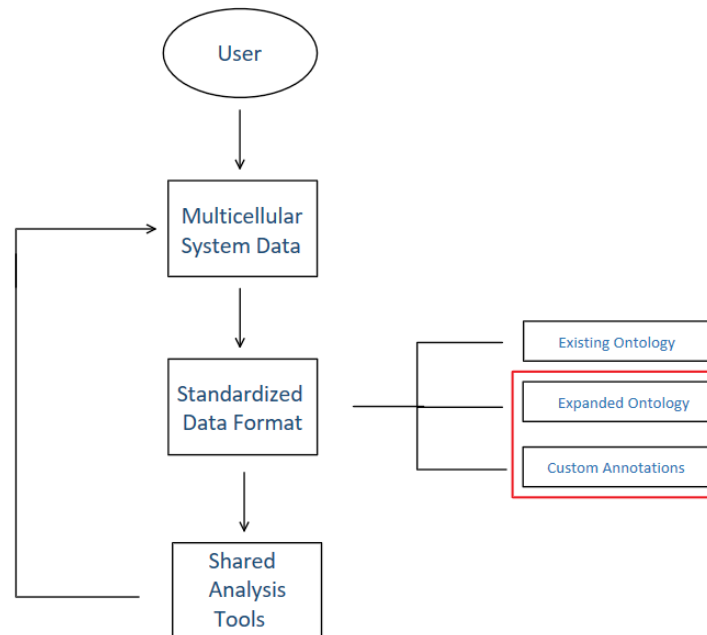 User
Multicellular
System Data
Existing Ontology
Standardized
Data Format
Expanded Ontology
Custom Annotations
Shared
Analysis
Tools